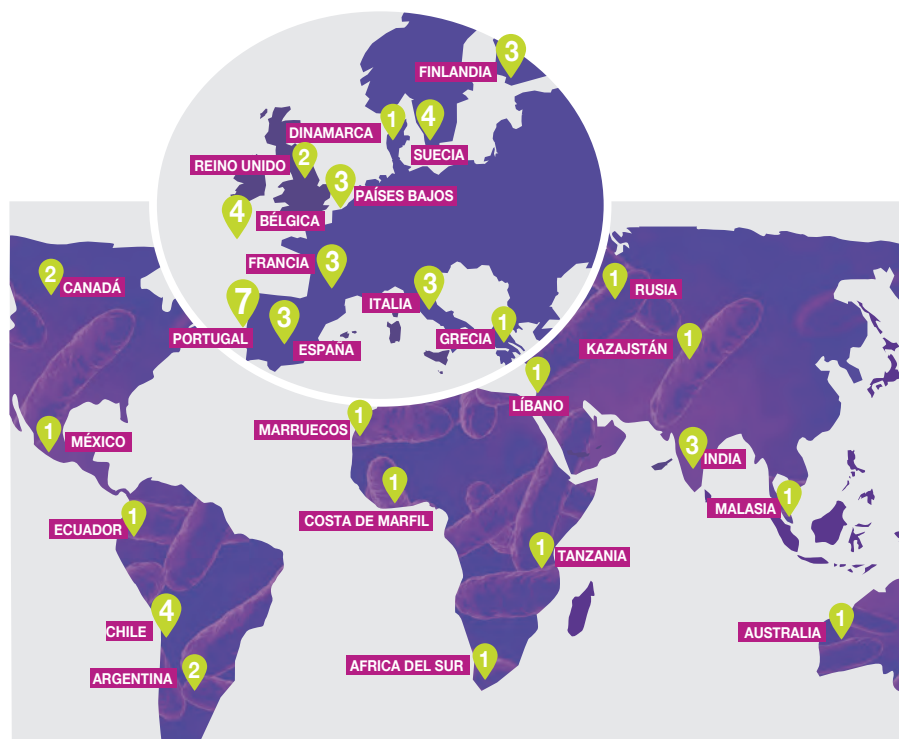 3
FINLANDIA
1
4
DINAMARCA
SUECIA
2
REINO UNIDO
3
PAÍSES BAJOS
4
BÉLGICA
3
FRANCIA
3
ITALIA
7
PORTUGAL
3
ESPAÑA
1
GRECIA
2
CANADÁ
1
RUSIA
1
KAZAJSTÁN
1
LÍBANO
1
MÉXICO
1
MARRUECOS
3
INDIA
1
COSTA DE MARFIL
1
MALASIA
1
ECUADOR
1
TANZANIA
4
CHILE
1
AUSTRALIA
2
ARGENTINA
1
AFRICA DEL SUR